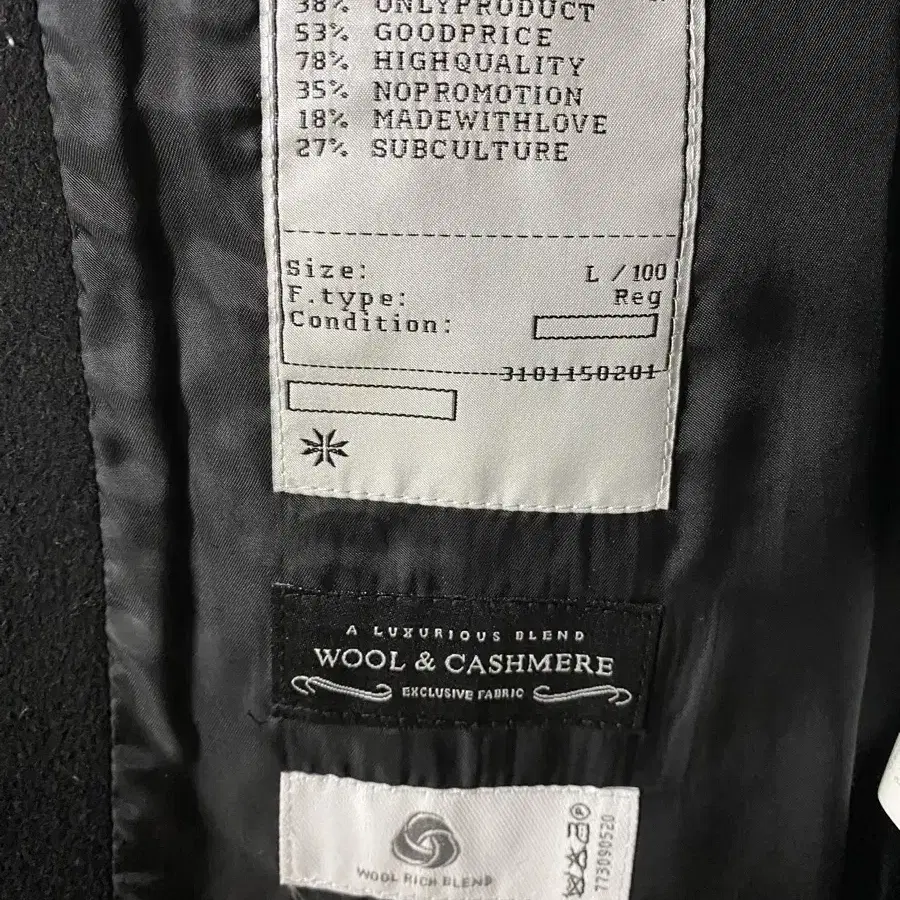 38% ONLYPRODUCT
53% GOODPRICE
78% HIGHQUALITY
35% NOPROMOTION
18% MADEWITHLOVE
27% SUBCULTURE
Size: L / 100
F.type: Reg
Condition:
3101150201
A LUXURIOUS BLEND
WOOL & CASHMERE
EXCLUSIVE FABRIC
WOOL RICH BLEND
773090520